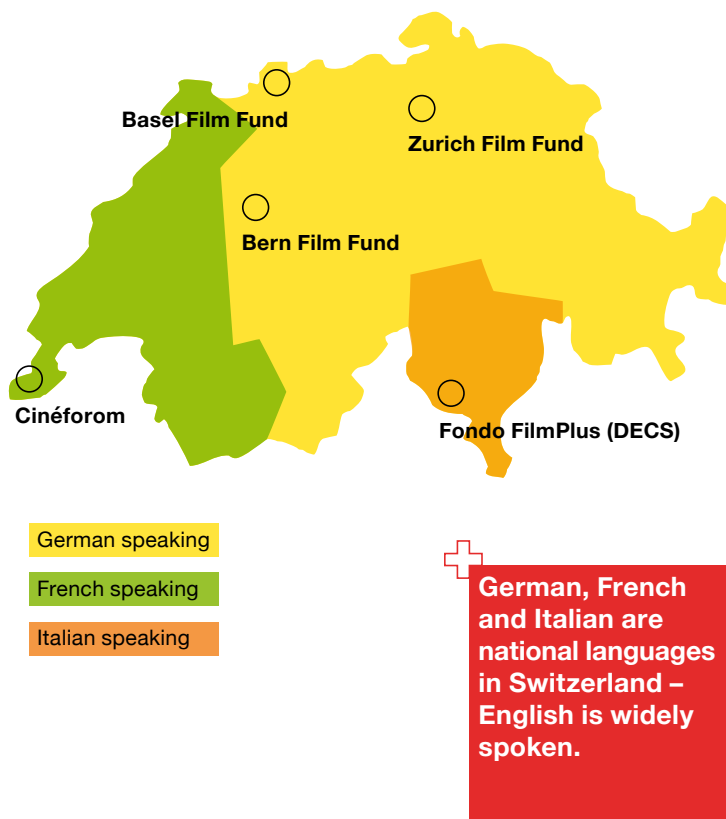 Basel Film Fund
Zurich Film Fund
Bern Film Fund
Cinéforom
Fondo FilmPlus (DECS)
German speaking
French speaking
Italian speaking
German, French
and Italian are
national languages
in Switzerland –
English is widely
spoken.